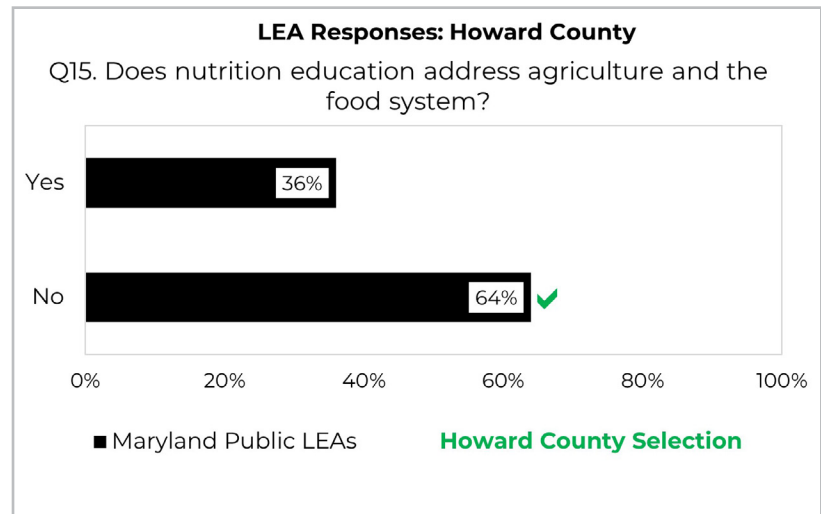 LEA Responses: Howard County
Q15. Does nutrition education address agriculture and the
food system?
Yes
36%
No
64%
0% 20% 40% 60% 80% 100%
Maryland Public LEAs
Howard County Selection